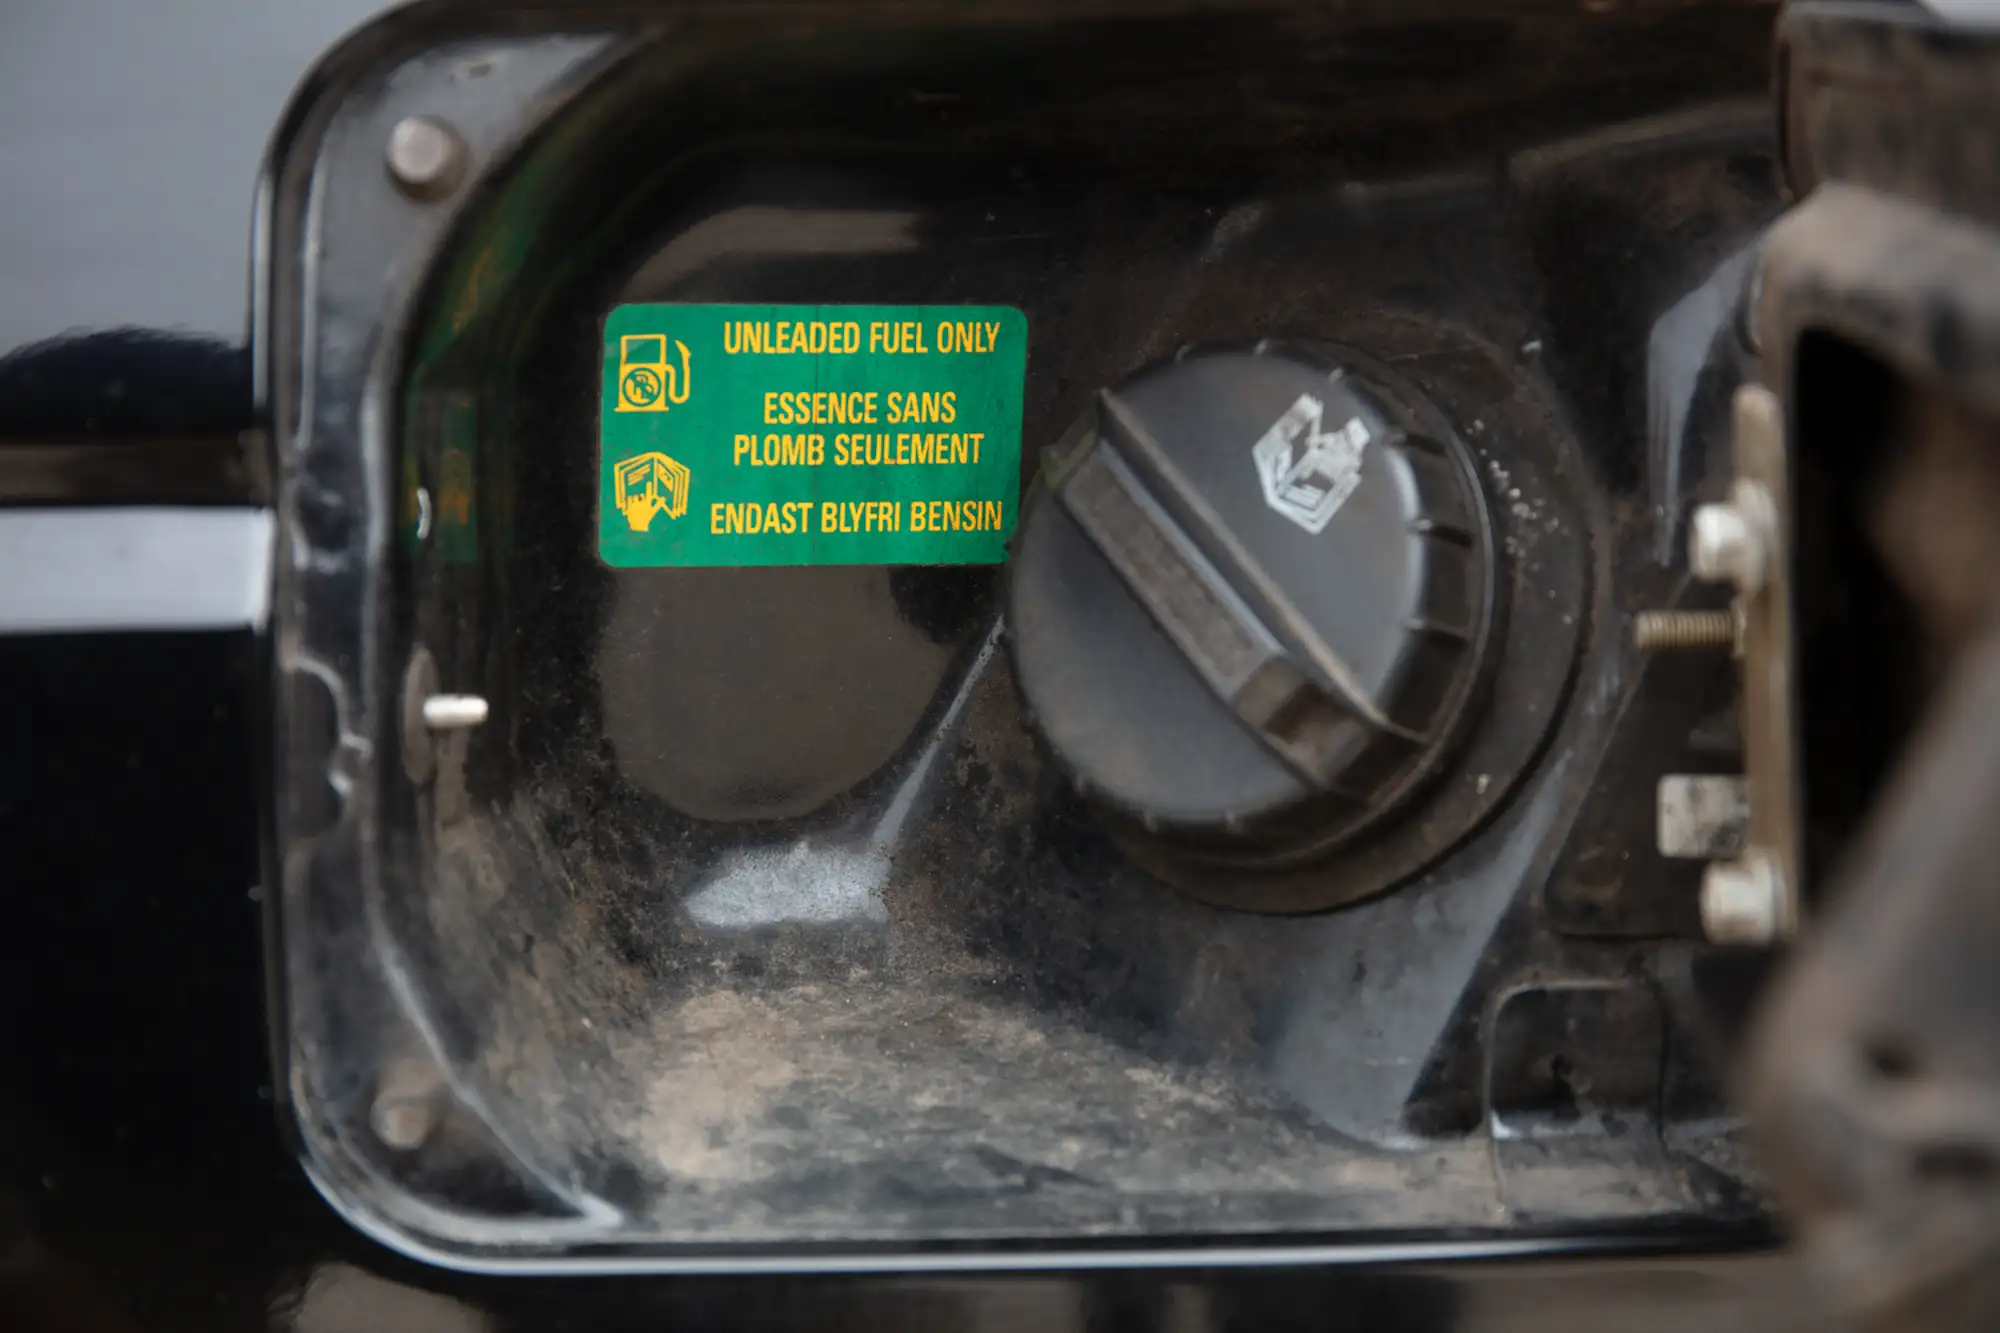 UNLEADED FUEL ONLY
ESSENCE SANS
PLOMB SEULEMENT
ENDAST BLYFRI BENSIN